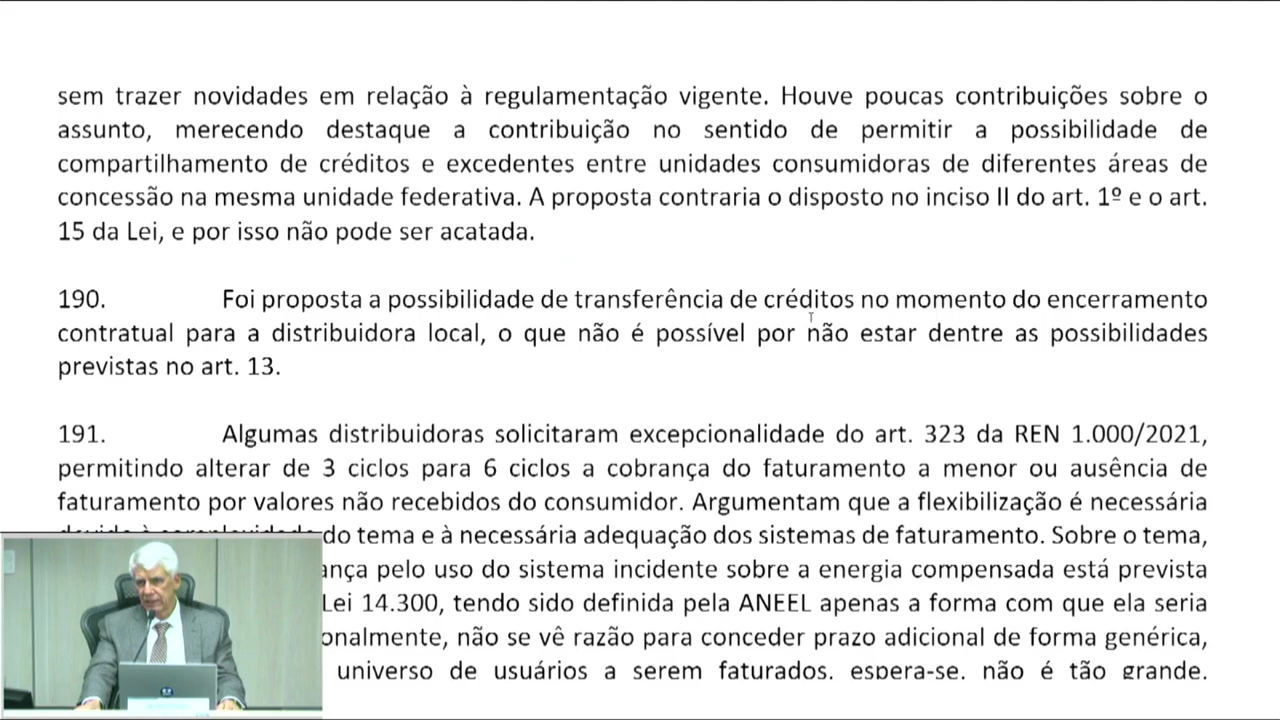 sem trazer novidades em relação à regulamentação vigente. Houve poucas contribuições sobre o
assunto, merecendo destaque a contribuição no sentido de permitir a possibilidade de
compartilhamento de créditos e excedentes entre unidades consumidoras de diferentes áreas de
concessão na mesma unidade federativa. A proposta contraria o disposto no inciso II do art. 1º e o art.
15 da Lei, e por isso não pode ser acatada.
190. Foi proposta a possibilidade de transferência de créditos no momento do encerramento
contratual para a distribuidora local, o que não é possível por não estar dentre as possibilidades
previstas no art. 13.
191. Algumas distribuidoras solicitaram excepcionalidade do art. 323 da REN 1.000/2021,
permitindo alterar de 3 ciclos para 6 ciclos a cobrança do faturamento a menor ou ausência de
faturamento por valores não recebidos do consumidor. Argumentam que a flexibilização é necessária
do tema e à necessária adequação dos sistemas de faturamento. Sobre o tema,
ança pelo uso do sistema incidente sobre a energia compensada está prevista
Lei 14.300, tendo sido definida pela ANEEL apenas a forma com que ela seria
onalmente, não se vê razão para conceder prazo adicional de forma genérica,
universo de usuários a serem faturados, espera-se, não é tão grande.